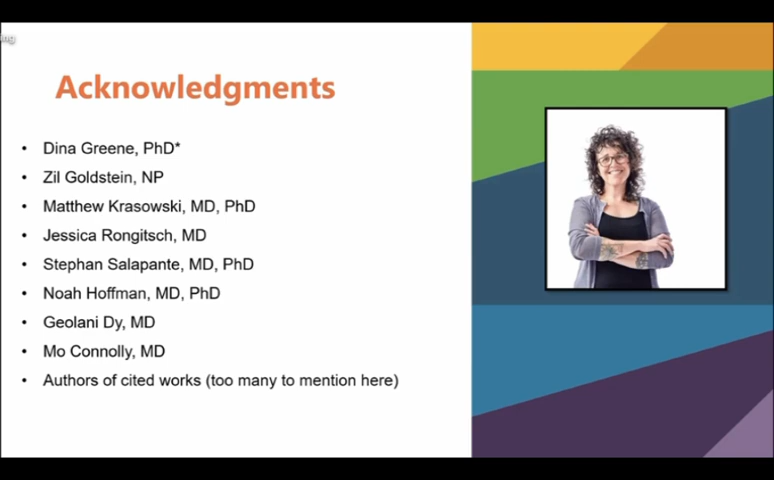 Acknowledgments
• Dina Greene, PhD*
• Zil Goldstein, NP
• Matthew Krasowski, MD, PhD
• Jessica Rongitsch, MD
• Stephan Salapante, MD, PhD
• Noah Hoffman, MD, PhD
• Geolani Dy, MD
• Mo Connolly, MD
• Authors of cited works (too many to mention here)